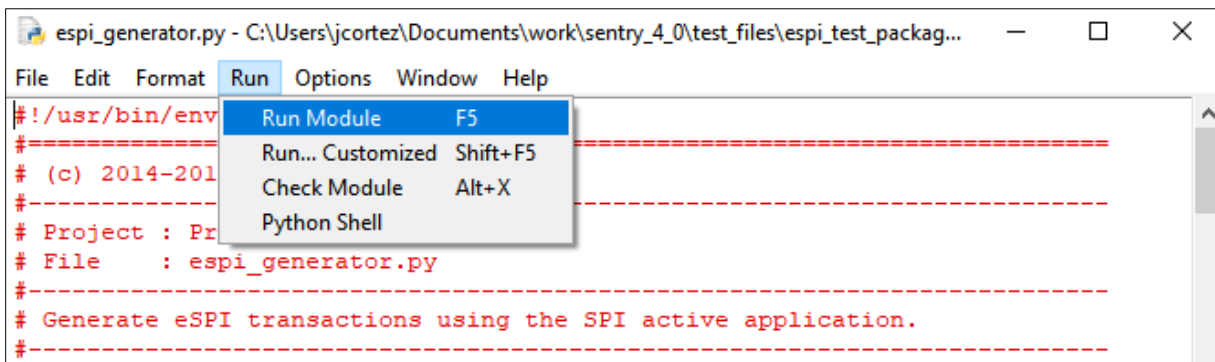 espi_generator.py - C:\Users\jcortez\Documents\work\sentry_4_0\test_files\espi_test_packag...
File Edit Format Run Options Window Help
#!/usr/bin/env
Run Module F5
#==============================================================================
Run... Customized Shift+F5
# (c) 2014-201
Check Module Alt+X
#------------------------------------------------------------------------------
Python Shell
# Project : Pr
# File    : espi_generator.py
#------------------------------------------------------------------------------
# Generate eSPI transactions using the SPI active application.
#------------------------------------------------------------------------------